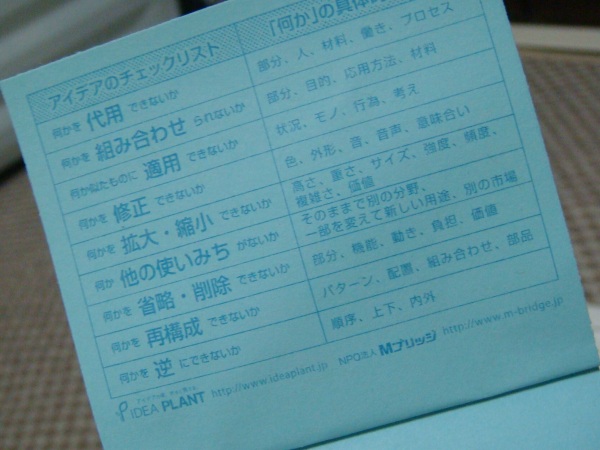 アイデアのチェックリスト 「何か」の具体
何かを 代用 できないか 部分、人、材料、働き、プロセス
何かを 組み合わせ られないか 部分、目的、応用方法、材料
何か似たものに 適用 できないか 状況、モノ、行為、考え
何かを 修正 できないか 色、外形、音、音声、意味合い
何かを 拡大・縮小 できないか 高さ、重さ、サイズ、強度、頻度、
複雑さ、価値
何か 他の使いみち がないか そのままで別の分野、
一部を変えて新しい用途、別の市場
何かを 省略・削除 できないか 部分、機能、動き、負担、価値
何かを 再構成 できないか パターン、配置、組み合わせ、部品
何かを 逆 にできないか 順序、上下、内外
IDEA PLANT http://www.ideaplant.jp NPO法人 Mブリッジ http://www.m-bridge.jp